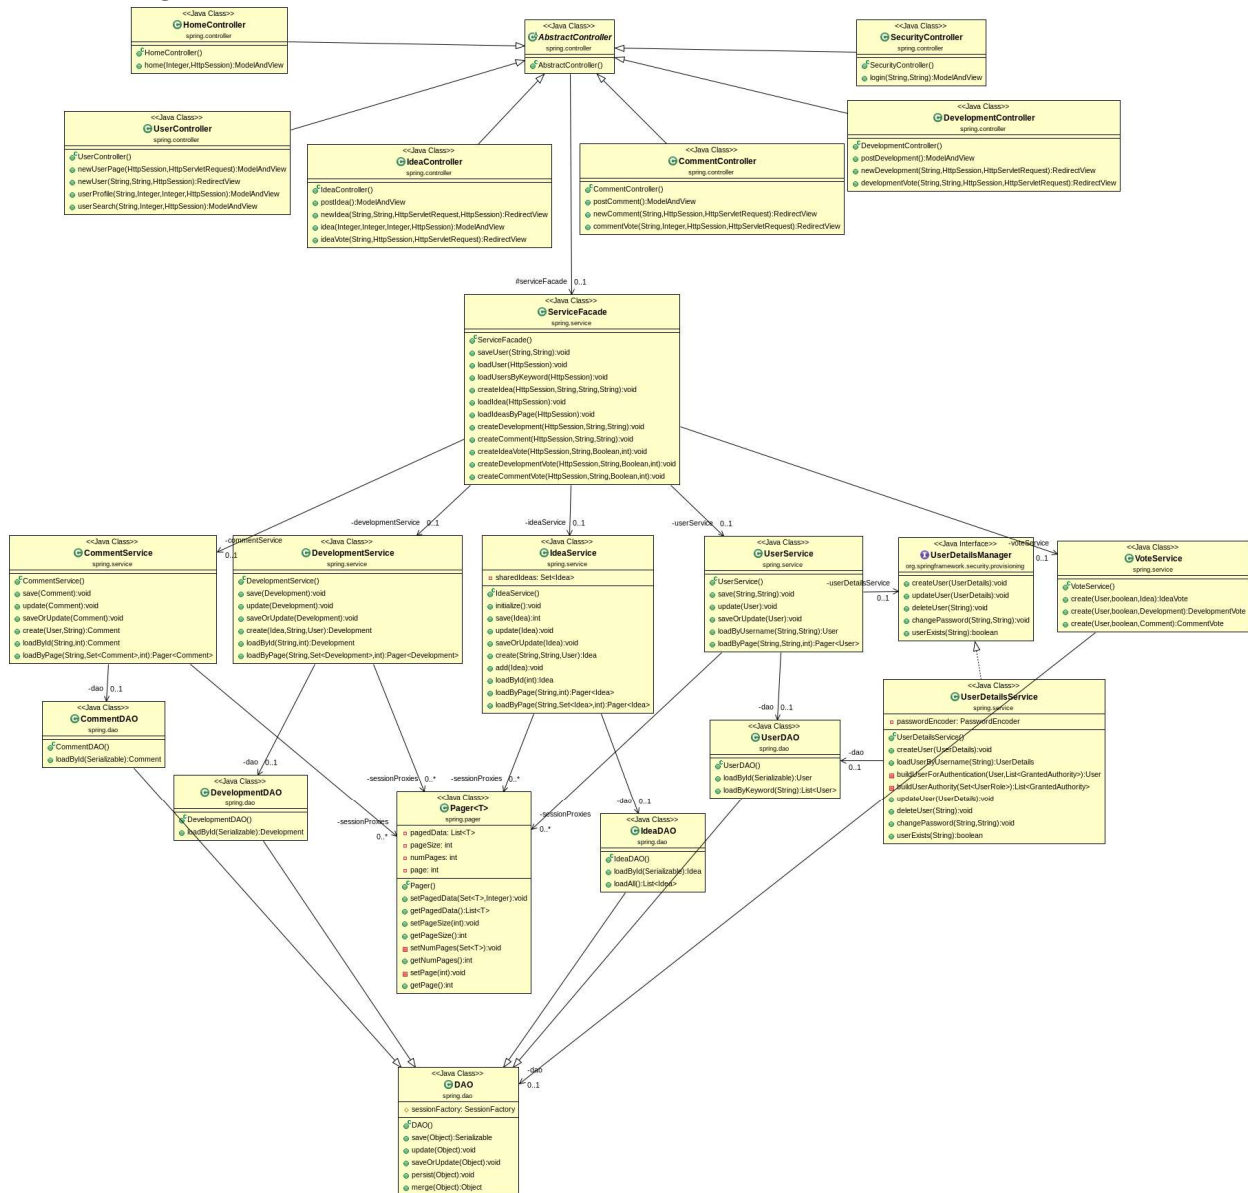 <<Java Class>>
HomeController
spring.controller
HomeController()
home(Integer,HttpSession):ModelAndView
<<Java Class>>
AbstractController
spring.controller
AbstractController()
<<Java Class>>
SecurityController
spring.controller
SecurityController()
login(String,String):ModelAndView
<<Java Class>>
UserController
spring.controller
UserController()
newUserPage(HttpSession,HttpServletRequest):ModelAndView
newUser(String,String,HttpSession):RedirectView
userProfile(String,Integer,Integer,HttpSession):ModelAndView
userSearch(String,Integer,HttpSession):ModelAndView
<<Java Class>>
IdeaController
spring.controller
IdeaController()
postIdea():ModelAndView
newIdea(String,String,HttpServletRequest,HttpSession):RedirectView
idea(Integer,Integer,Integer,HttpSession):ModelAndView
ideaVote(String,HttpSession,HttpServletRequest):RedirectView
<<Java Class>>
CommentController
spring.controller
CommentController()
postComment():ModelAndView
newComment(String,HttpSession,HttpServletRequest):RedirectView
commentVote(String,Integer,HttpSession,HttpServletRequest):RedirectView
<<Java Class>>
DevelopmentController
spring.controller
DevelopmentController()
postDevelopment():ModelAndView
newDevelopment(String,HttpSession,HttpServletRequest):RedirectView
developmentVote(String,String,HttpSession,HttpServletRequest):RedirectView
#serviceFacade 0..1
<<Java Class>>
ServiceFacade
spring.service
ServiceFacade()
saveUser(String,String):void
loadUser(HttpSession):void
loadUsersByKeyword(HttpSession):void
createIdea(HttpSession,String,String,String):void
loadIdea(HttpSession):void
loadIdeasByPage(HttpSession):void
createDevelopment(HttpSession,String,String):void
createComment(HttpSession,String,String):void
createIdeaVote(HttpSession,String,Boolean,int):void
createDevelopmentVote(HttpSession,String,Boolean,int):void
createCommentVote(HttpSession,String,Boolean,int):void
-commentService
0..1
-developmentService 0..1
-ideaService 0..1
-userService 0..1
-voteService
0..1
<<Java Class>>
CommentService
spring.service
CommentService()
save(Comment):void
update(Comment):void
saveOrUpdate(Comment):void
create(User,String):Comment
loadById(String,int):Comment
loadByPage(String,Set<Comment>,int):Pager<Comment>
<<Java Class>>
DevelopmentService
spring.service
DevelopmentService()
save(Development):void
update(Development):void
saveOrUpdate(Development):void
create(Idea,String,User):Development
loadById(String,int):Development
loadByPage(String,Set<Development>,int):Pager<Development>
<<Java Class>>
IdeaService
spring.service
sharedIdeas: Set<Idea>
IdeaService()
initialize():void
save(Idea):int
update(Idea):void
saveOrUpdate(Idea):void
create(String,String,User):Idea
add(Idea):void
loadById(int):Idea
loadByPage(String,int):Pager<Idea>
loadByPage(String,Set<Idea>,int):Pager<Idea>
<<Java Class>>
UserService
spring.service
UserService()
save(String,String):void
update(User):void
saveOrUpdate(User):void
loadByUsername(String,String):User
loadByPage(String,String,int):Pager<User>
-userDetailsService
0..1
<<Java Interface>>
UserDetailsManager
org.springframework.security.provisioning
createUser(UserDetails):void
updateUser(UserDetails):void
deleteUser(String):void
changePassword(String,String):void
userExists(String):boolean
<<Java Class>>
VoteService
spring.service
VoteService()
create(User,boolean,Idea):IdeaVote
create(User,boolean,Development):DevelopmentVote
create(User,boolean,Comment):CommentVote
-dao 0..1
<<Java Class>>
CommentDAO
spring.dao
CommentDAO()
loadById(Serializable):Comment
-dao 0..1
<<Java Class>>
DevelopmentDAO
spring.dao
DevelopmentDAO()
loadById(Serializable):Development
-sessionProxies 0..*
-sessionProxies 0..*
-sessionProxies
0..*
-sessionProxies
0..*
<<Java Class>>
Pager<T>
spring.pager
pagedData: List<T>
pageSize: int
numPages: int
page: int
Pager()
setPagedData(Set<T>,Integer):void
getPagedData():List<T>
setPageSize(int):void
getPageSize():int
setNumPages(Set<T>):void
getNumPages():int
setPage(int):void
getPage():int
-dao 0..1
<<Java Class>>
IdeaDAO
spring.dao
IdeaDAO()
loadById(Serializable):Idea
loadAll():List<Idea>
-dao 0..1
<<Java Class>>
UserDAO
spring.dao
UserDAO()
loadById(Serializable):User
loadByKeyword(String):List<User>
-dao
0..1
<<Java Class>>
UserDetailsService
spring.service
passwordEncoder: PasswordEncoder
UserDetailsService()
createUser(UserDetails):void
loadUserByUsername(String):UserDetails
buildUserForAuthentication(User,List<GrantedAuthority>):User
buildUserAuthority(Set<UserRole>):List<GrantedAuthority>
updateUser(UserDetails):void
deleteUser(String):void
changePassword(String,String):void
userExists(String):boolean
-dao
0..1
<<Java Class>>
DAO
spring.dao
sessionFactory: SessionFactory
DAO()
save(Object):Serializable
update(Object):void
saveOrUpdate(Object):void
persist(Object):void
merge(Object):Object